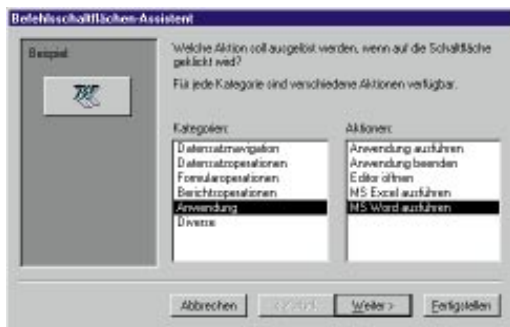 Befehlsschaltflächen-Assistent
Beispiel:
Welche Aktion soll ausgelöst werden, wenn auf die Schaltfläche
geklickt wird?
Für jede Kategorie sind verschiedene Aktionen verfügbar.
Kategorien:
Datensatznavigation
Datensatzoperationen
Formularoperationen
Berichtsoperationen
Anwendung
Diverse
Aktionen:
Anwendung ausführen
Anwendung beenden
Editor öffnen
MS Excel ausführen
MS Word ausführen
Abbrechen
< Zurück
Weiter >
Fertigstellen